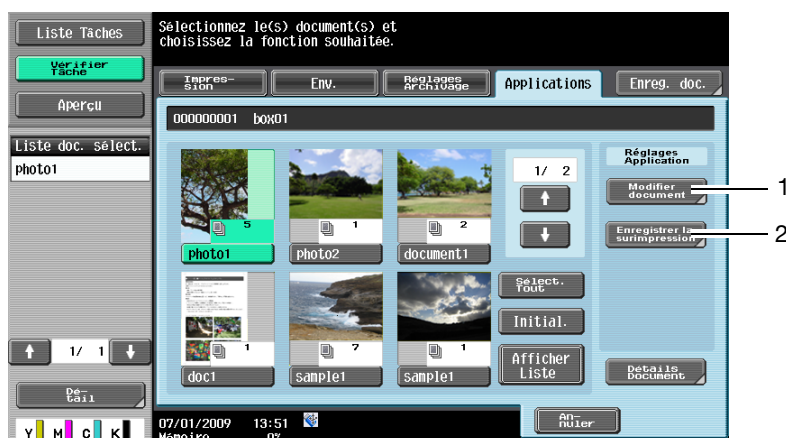 Liste Tâches
Vérifier
Tâche
Aperçu
Liste doc. sélect.
photo1
1/ 1
Dé-
tail
Y M C K
Sélectionnez le(s) document(s) et
choisissez la fonction souhaitée.
Impres-
sion
Env.
Réglages
Archivage
Applications
Enreg. doc.
000000001 box01
5
photo1
1
photo2
2
document1
1
doc1
7
sample1
1
sample1
1/ 2
Sélect.
Tout
Initial.
Afficher
Liste
Réglages
Application
Modifier
document
1
Enregistrer la
surimpression
2
Détails
Document
An-
nuler
07/01/2009 13:51
Mémoire 0%